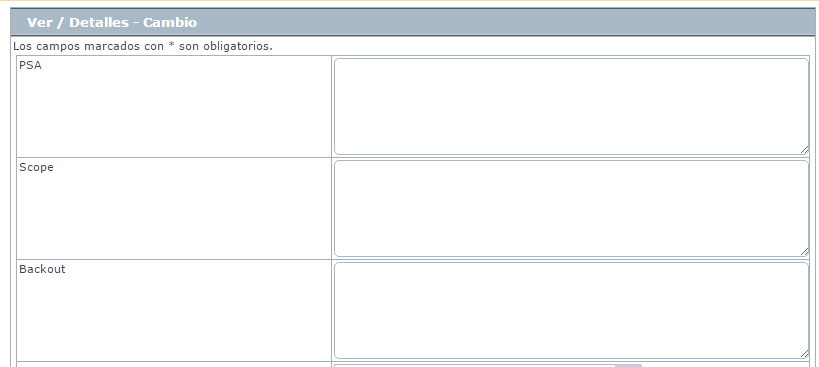 Ver / Detalles - Cambio
Los campos marcados con * son obligatorios.
PSA
Scope
Backout